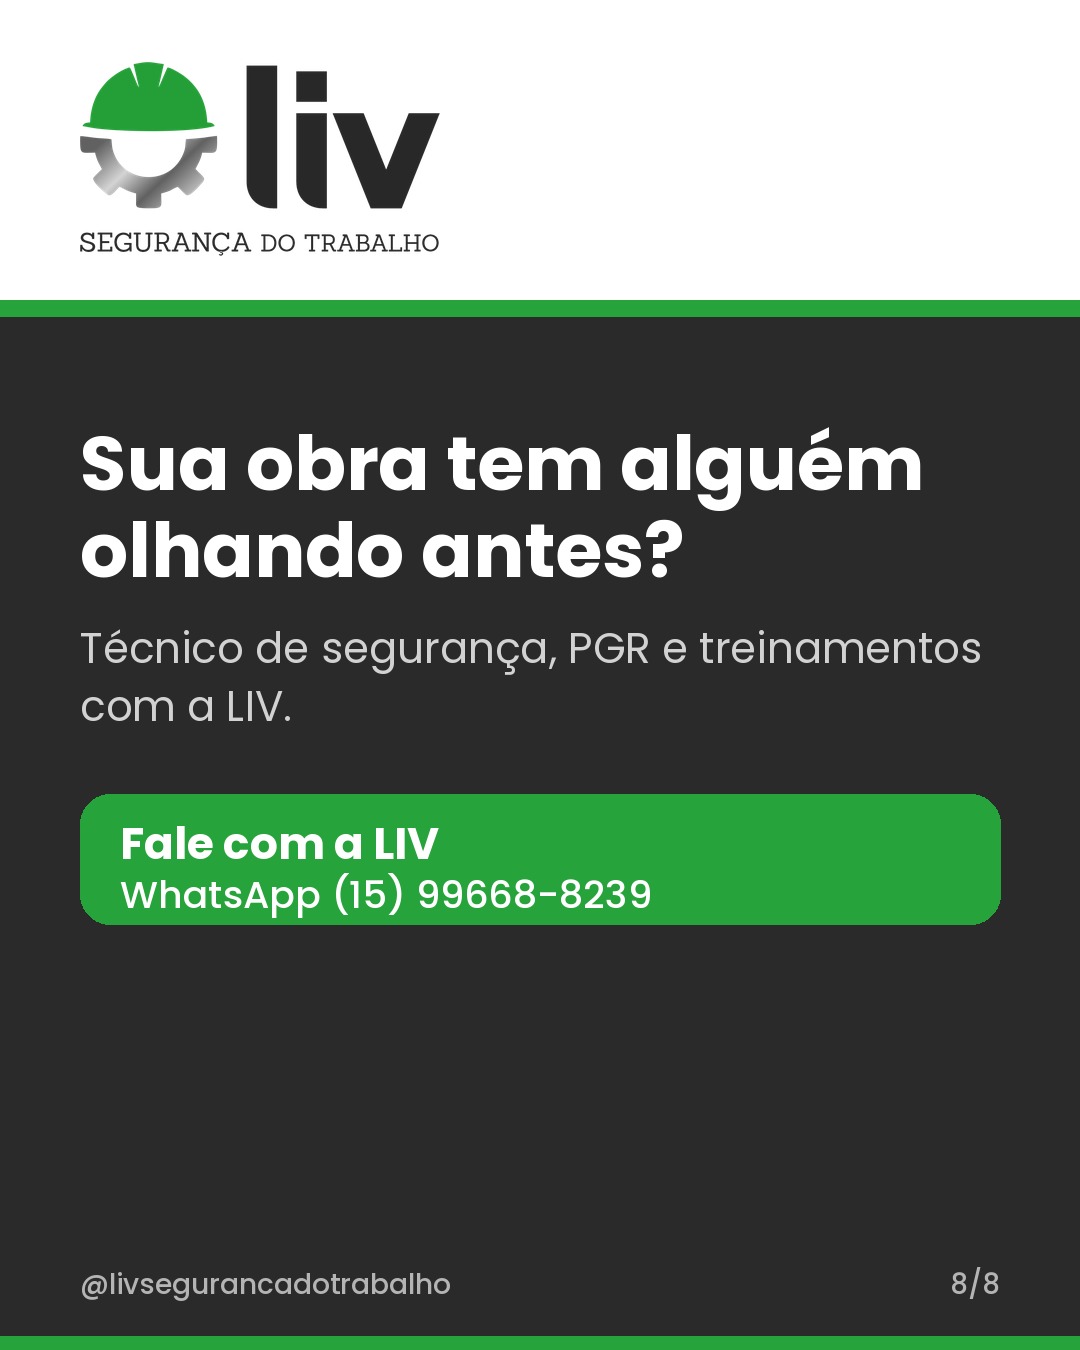 liv
SEGURANÇA DO TRABALHO
Sua obra tem alguém
olhando antes?
Técnico de segurança, PGR e treinamentos
com a LIV.
Fale com a LIV
WhatsApp (15) 99668-8239
@livsegurancadotrabalho
8/8